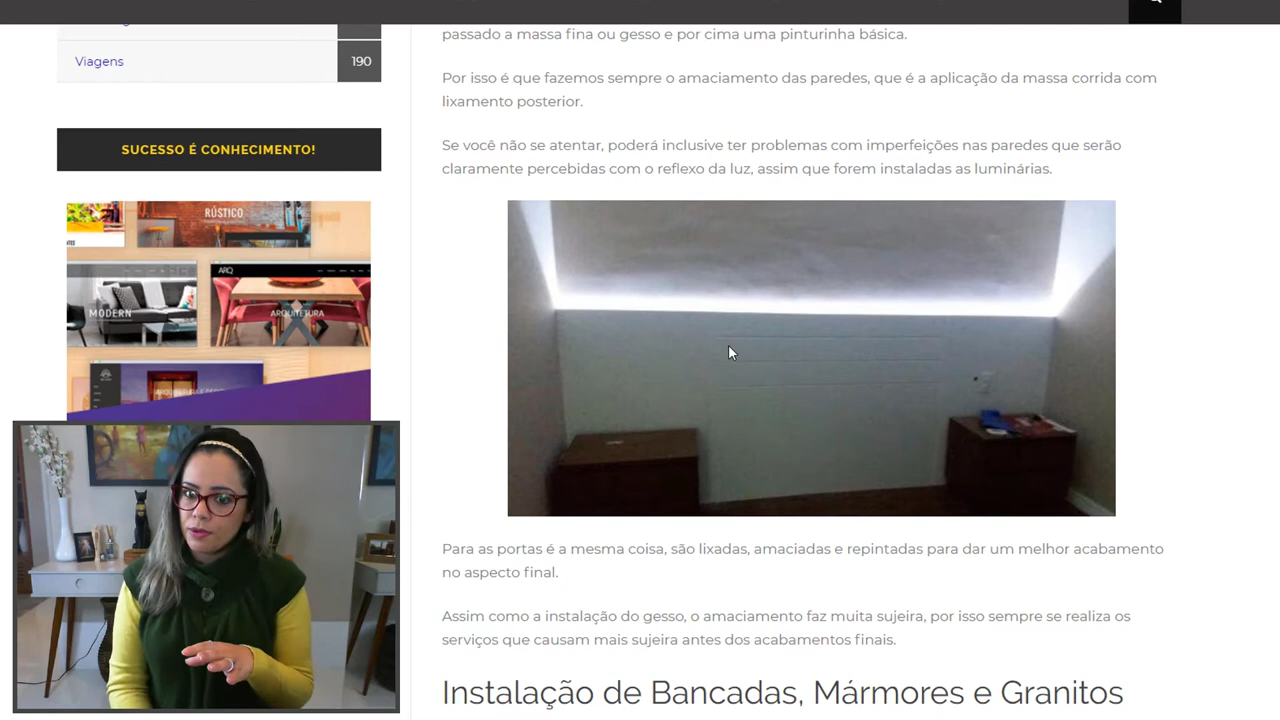 Viagens
190
SUCESSO É CONHECIMENTO!
RÚSTICO
ARQ
MODERN
ARQUITETURA
passado a massa fina ou gesso e por cima uma pinturinha básica.
Por isso é que fazemos sempre o amaciamento das paredes, que é a aplicação da massa corrida com
lixamento posterior.
Se você não se atentar, poderá inclusive ter problemas com imperfeições nas paredes que serão
claramente percebidas com o reflexo da luz, assim que forem instaladas as luminárias.
Para as portas é a mesma coisa, são lixadas, amaciadas e repintadas para dar um melhor acabamento
no aspecto final.
Assim como a instalação do gesso, o amaciamento faz muita sujeira, por isso sempre se realiza os
serviços que causam mais sujeira antes dos acabamentos finais.
Instalação de Bancadas, Mármores e Granitos